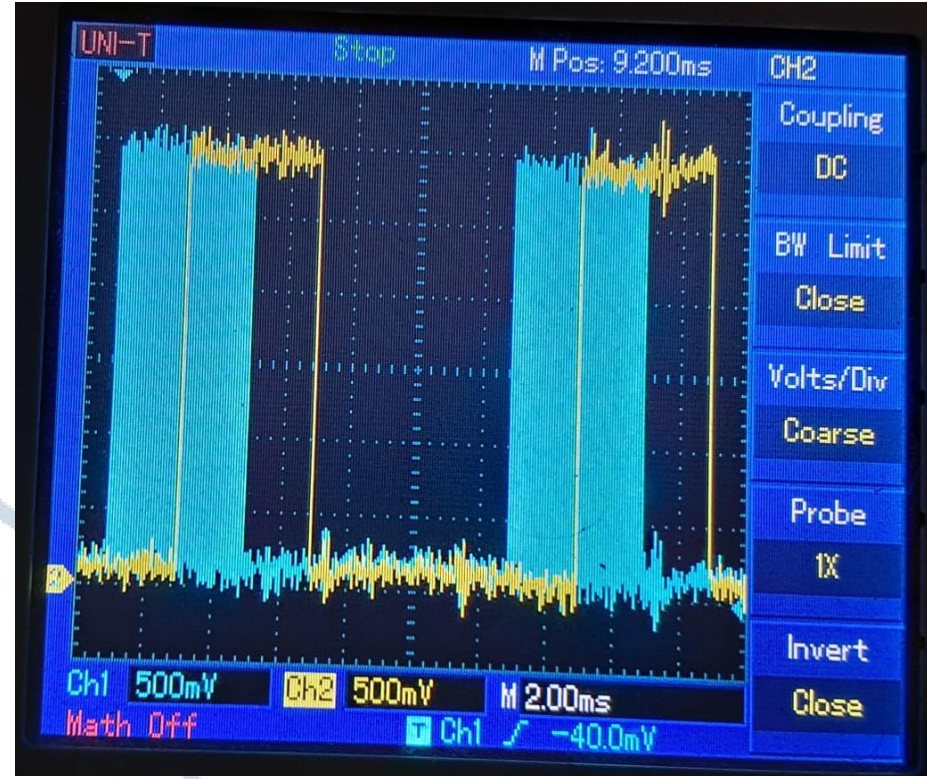 UNI-T Stop M Pos: 9.200ms CH2
Coupling
DC
BW Limit
Close
Volts/Div
Coarse
Probe
1X
Invert
Close
2
Ch1 500mV Ch2 500mV M 2.00ms
Math Off T Ch1 -40.0mV